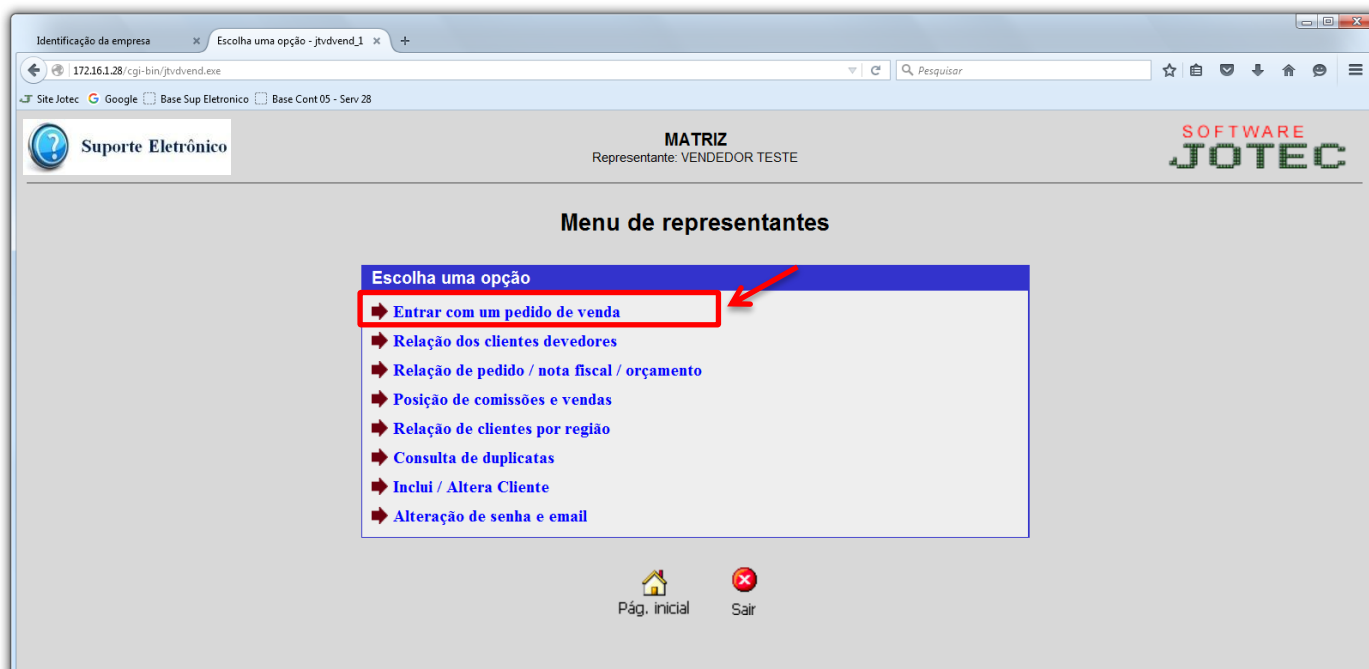 Identificação da empresa
Escolha uma opção - jtvdvend_1
172.16.1.28/cgi-bin/jtvdvend.exe
Pesquisar
Site Jotec Google Base Sup Eletronico Base Cont 05 - Serv 28
Suporte Eletrônico
MATRIZ
Representante: VENDEDOR TESTE
SOFTWARE
JOTEC
Menu de representantes
Escolha uma opção
Entrar com um pedido de venda
Relação dos clientes devedores
Relação de pedido / nota fiscal / orçamento
Posição de comissões e vendas
Relação de clientes por região
Consulta de duplicatas
Inclui / Altera Cliente
Alteração de senha e email
Pág. inicial
Sair